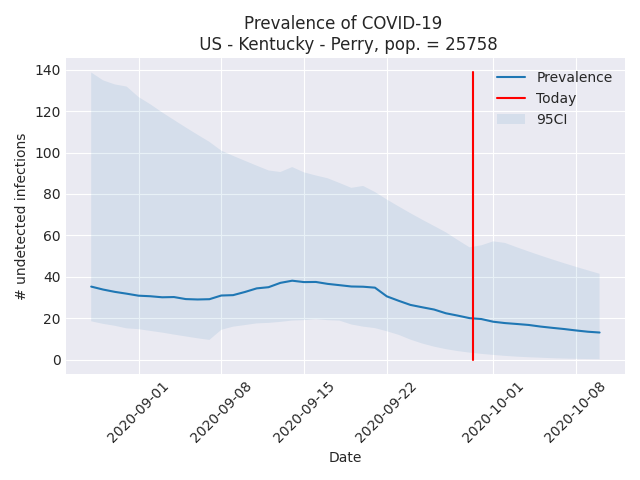 Prevalence of COVID-19
US - Kentucky - Perry, pop. = 25758
# undetected infections
140
120
100
80
60
40
20
0
Prevalence
Today
95CI
2020-09-01
2020-09-08
2020-09-15
2020-09-22
2020-10-01
2020-10-08
Date